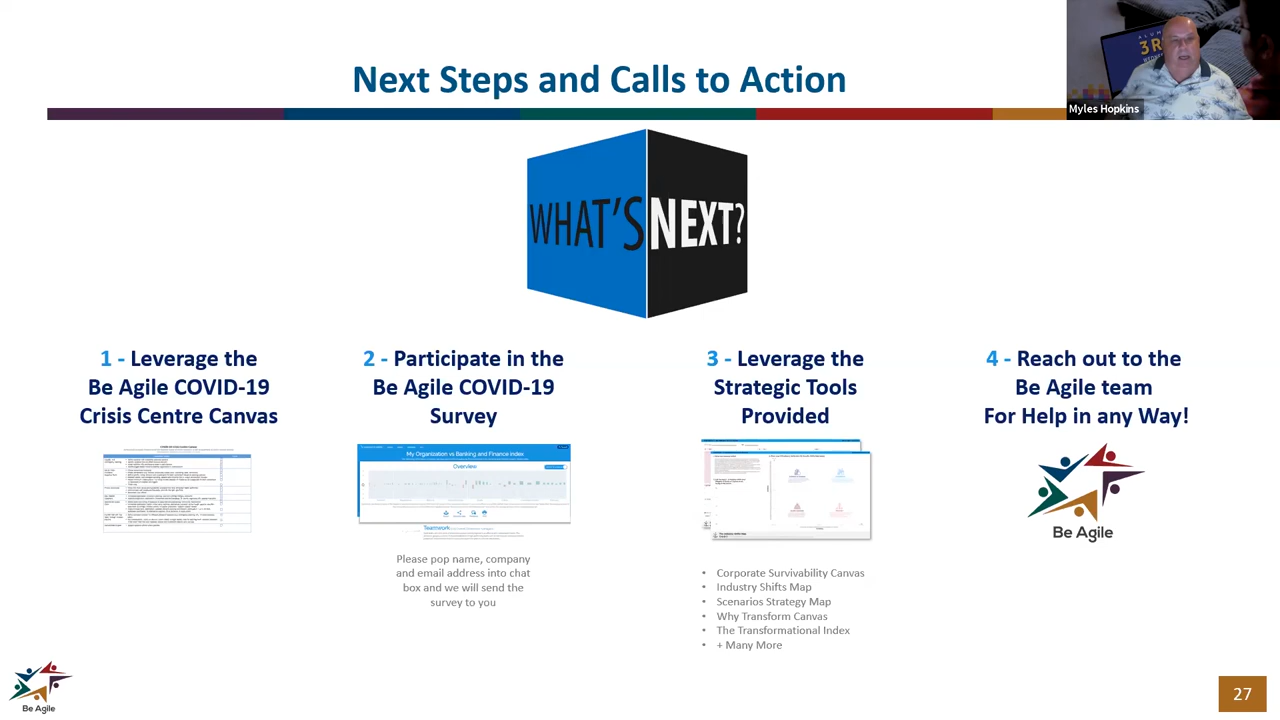 Next Steps and Calls to Action
3R
Myles Hopkins
WHAT'S NEXT?
1 - Leverage the
Be Agile COVID-19
Crisis Centre Canvas
2 - Participate in the
Be Agile COVID-19
Survey
My Organization vs Banking and Finance index
Overview
Teamwork
Please pop name, company
and email address into chat
box and we will send the
survey to you
3 - Leverage the
Strategic Tools
Provided
• Corporate Survivability Canvas
• Industry Shifts Map
• Scenarios Strategy Map
• Why Transform Canvas
• The Transformational Index
• + Many More
4 - Reach out to the
Be Agile team
For Help in any Way!
Be Agile
Be Agile
27